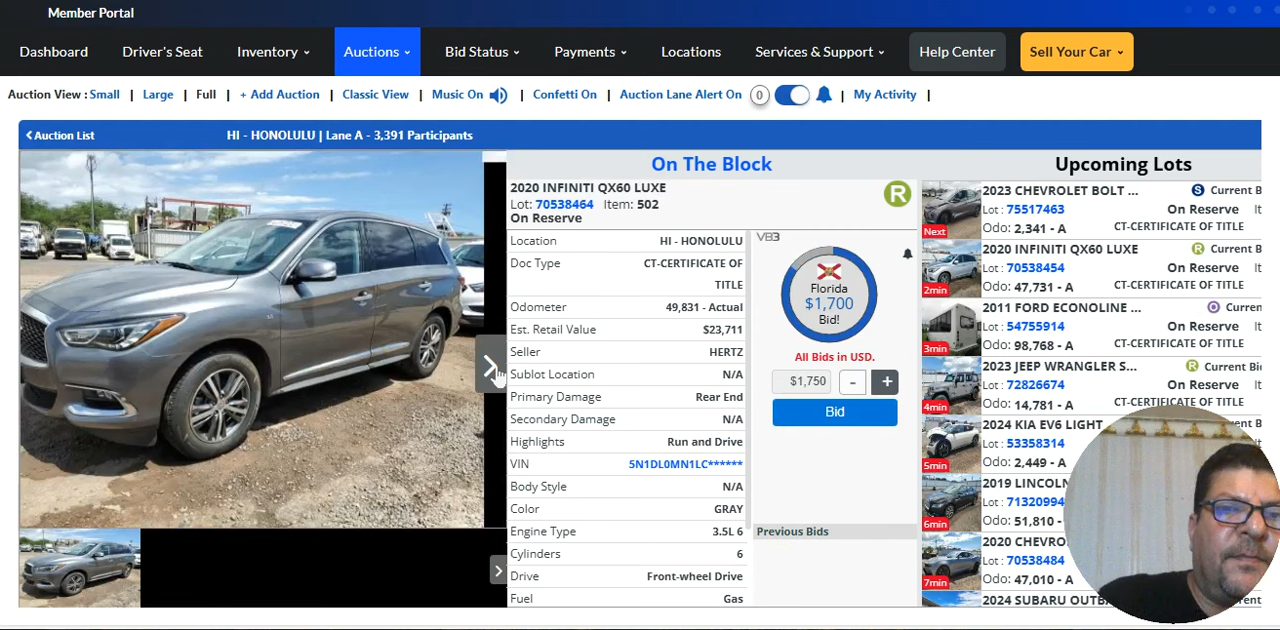 Member Portal
Dashboard Driver's Seat Inventory Auctions Bid Status Payments Locations Services & Support Help Center Sell Your Car
Auction View : Small | Large | Full | + Add Auction | Classic View | Music On | Confetti On | Auction Lane Alert On 0 | My Activity |
Auction List HI - HONOLULU | Lane A - 3,391 Participants
On The Block
2020 INFINITI QX60 LUXE
Lot: 70538464 Item: 502
On Reserve
R
Location HI - HONOLULU
Doc Type CT-CERTIFICATE OF
TITLE
Odometer 49,831 - Actual
Est. Retail Value $23,711
Seller HERTZ
Sublot Location N/A
Primary Damage Rear End
Secondary Damage N/A
Highlights Run and Drive
VIN 5N1DL0MN1LC******
Body Style N/A
Color GRAY
Engine Type 3.5L 6
Cylinders 6
Drive Front-wheel Drive
Fuel Gas
VB3
Florida
$1,700
Bid!
All Bids in USD.
$1,750 - +
Bid
Previous Bids
Upcoming Lots
2023 CHEVROLET BOLT ... S Current B
Lot : 75517463 On Reserve It
Next Odo: 2,341 - A CT-CERTIFICATE OF TITLE
2020 INFINITI QX60 LUXE R Current B
Lot : 70538454 On Reserve It
2min Odo: 47,731 - A CT-CERTIFICATE OF TITLE
2011 FORD ECONOLINE ... Curren
Lot : 54755914 On Reserve It
3min Odo: 98,768 - A CT-CERTIFICATE OF TITLE
2023 JEEP WRANGLER S... R Current Bi
Lot : 72826674 On Reserve It
4min Odo: 14,781 - A CT-CERTIFICATE OF TITLE
2024 KIA EV6 LIGHT
Lot : 53358314
5min Odo: 2,449 - A
2019 LINCOLN
Lot : 71320994
6min Odo: 51,810 -
2020 CHEVRO
Lot : 70538484
7min Odo: 47,010 - A
2024 SUBARU OUTB